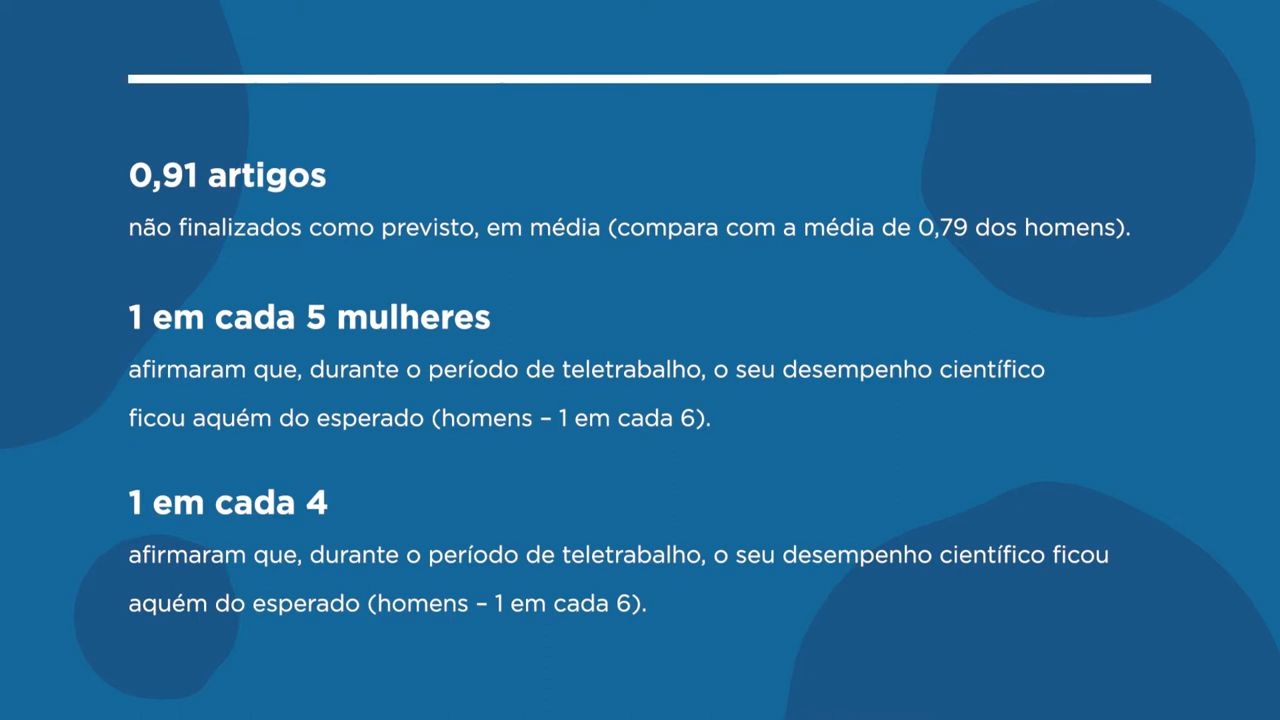 0,91 artigos
não finalizados como previsto, em média (compara com a média de 0,79 dos homens).
1 em cada 5 mulheres
afirmaram que, durante o período de teletrabalho, o seu desempenho científico
ficou aquém do esperado (homens – 1 em cada 6).
1 em cada 4
afirmaram que, durante o período de teletrabalho, o seu desempenho científico ficou
aquém do esperado (homens – 1 em cada 6).